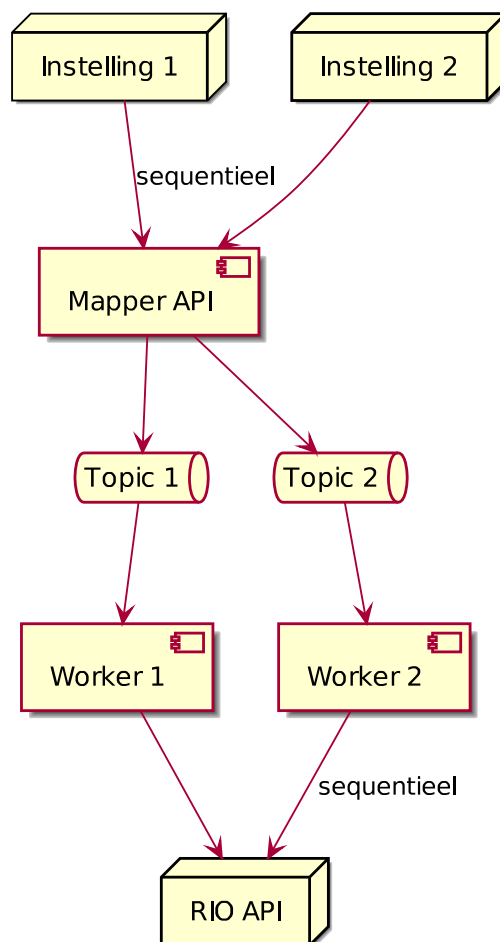 Instelling 1
Instelling 2
sequentieel
Mapper API
Topic 1
Topic 2
Worker 1
Worker 2
sequentieel
RIO API